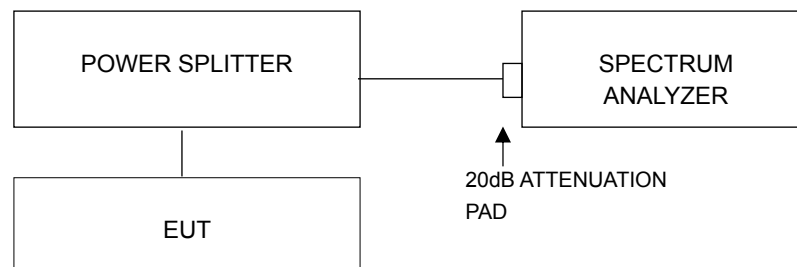 POWER SPLITTER
SPECTRUM
ANALYZER
20dB ATTENUATION
PAD
EUT